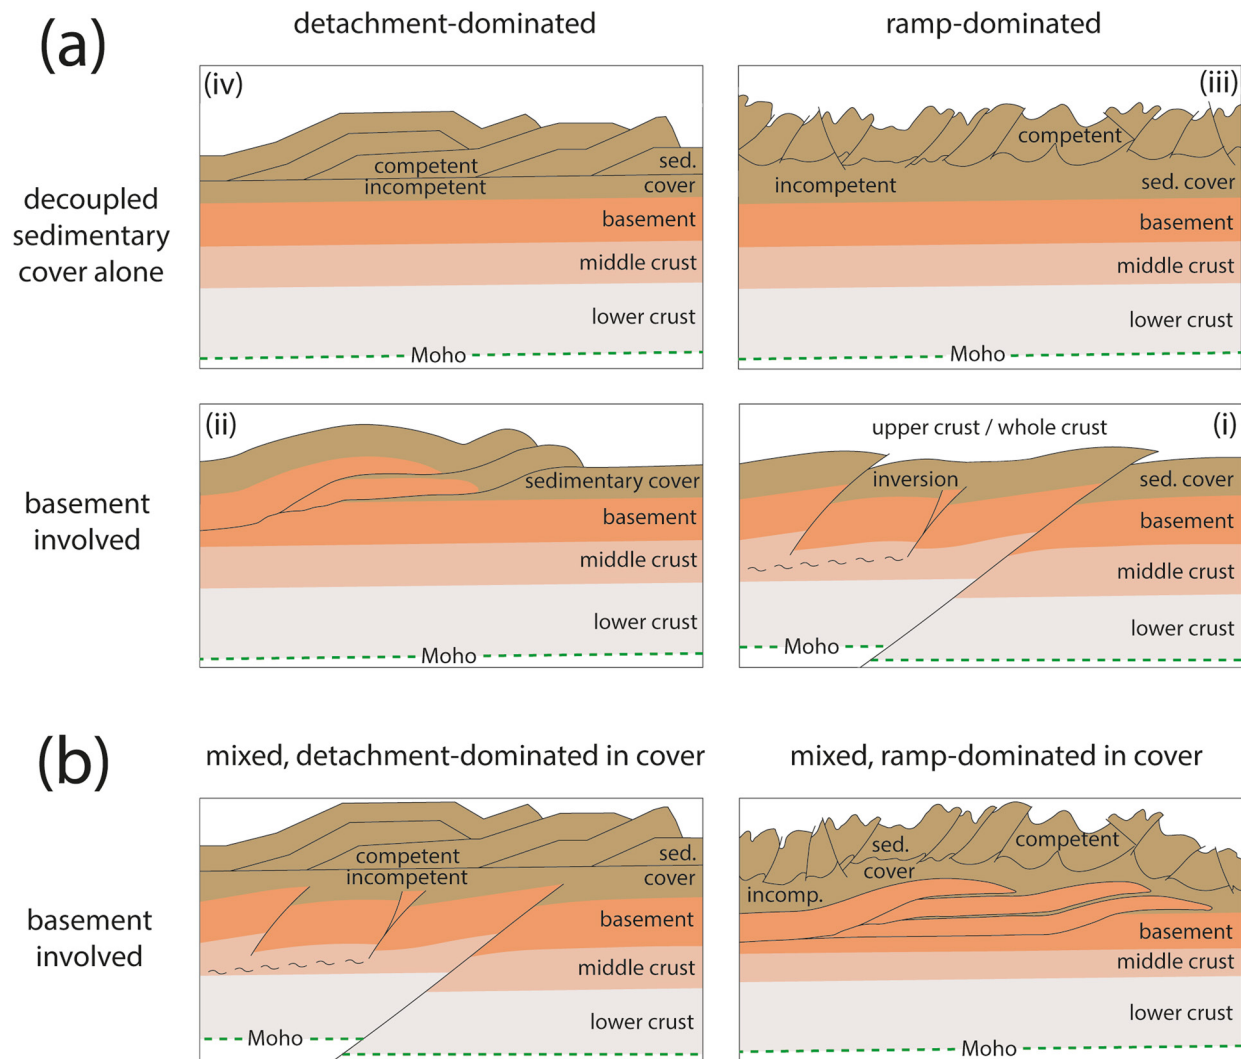 (a)
detachment-dominated
ramp-dominated
decoupled
sedimentary
cover alone
(iv)
competent
incompetent
sed.
cover
basement
middle crust
lower crust
Moho
(iii)
competent
incompetent
sed. cover
basement
middle crust
lower crust
Moho
basement
involved
(ii)
sedimentary cover
basement
middle crust
lower crust
Moho
upper crust / whole crust
(i)
inversion
sed. cover
basement
middle crust
lower crust
Moho
(b)
mixed, detachment-dominated in cover
mixed, ramp-dominated in cover
basement
involved
competent
incompetent
sed.
cover
basement
middle crust
lower crust
Moho
competent
sed.
cover
incomp.
basement
middle crust
lower crust
Moho